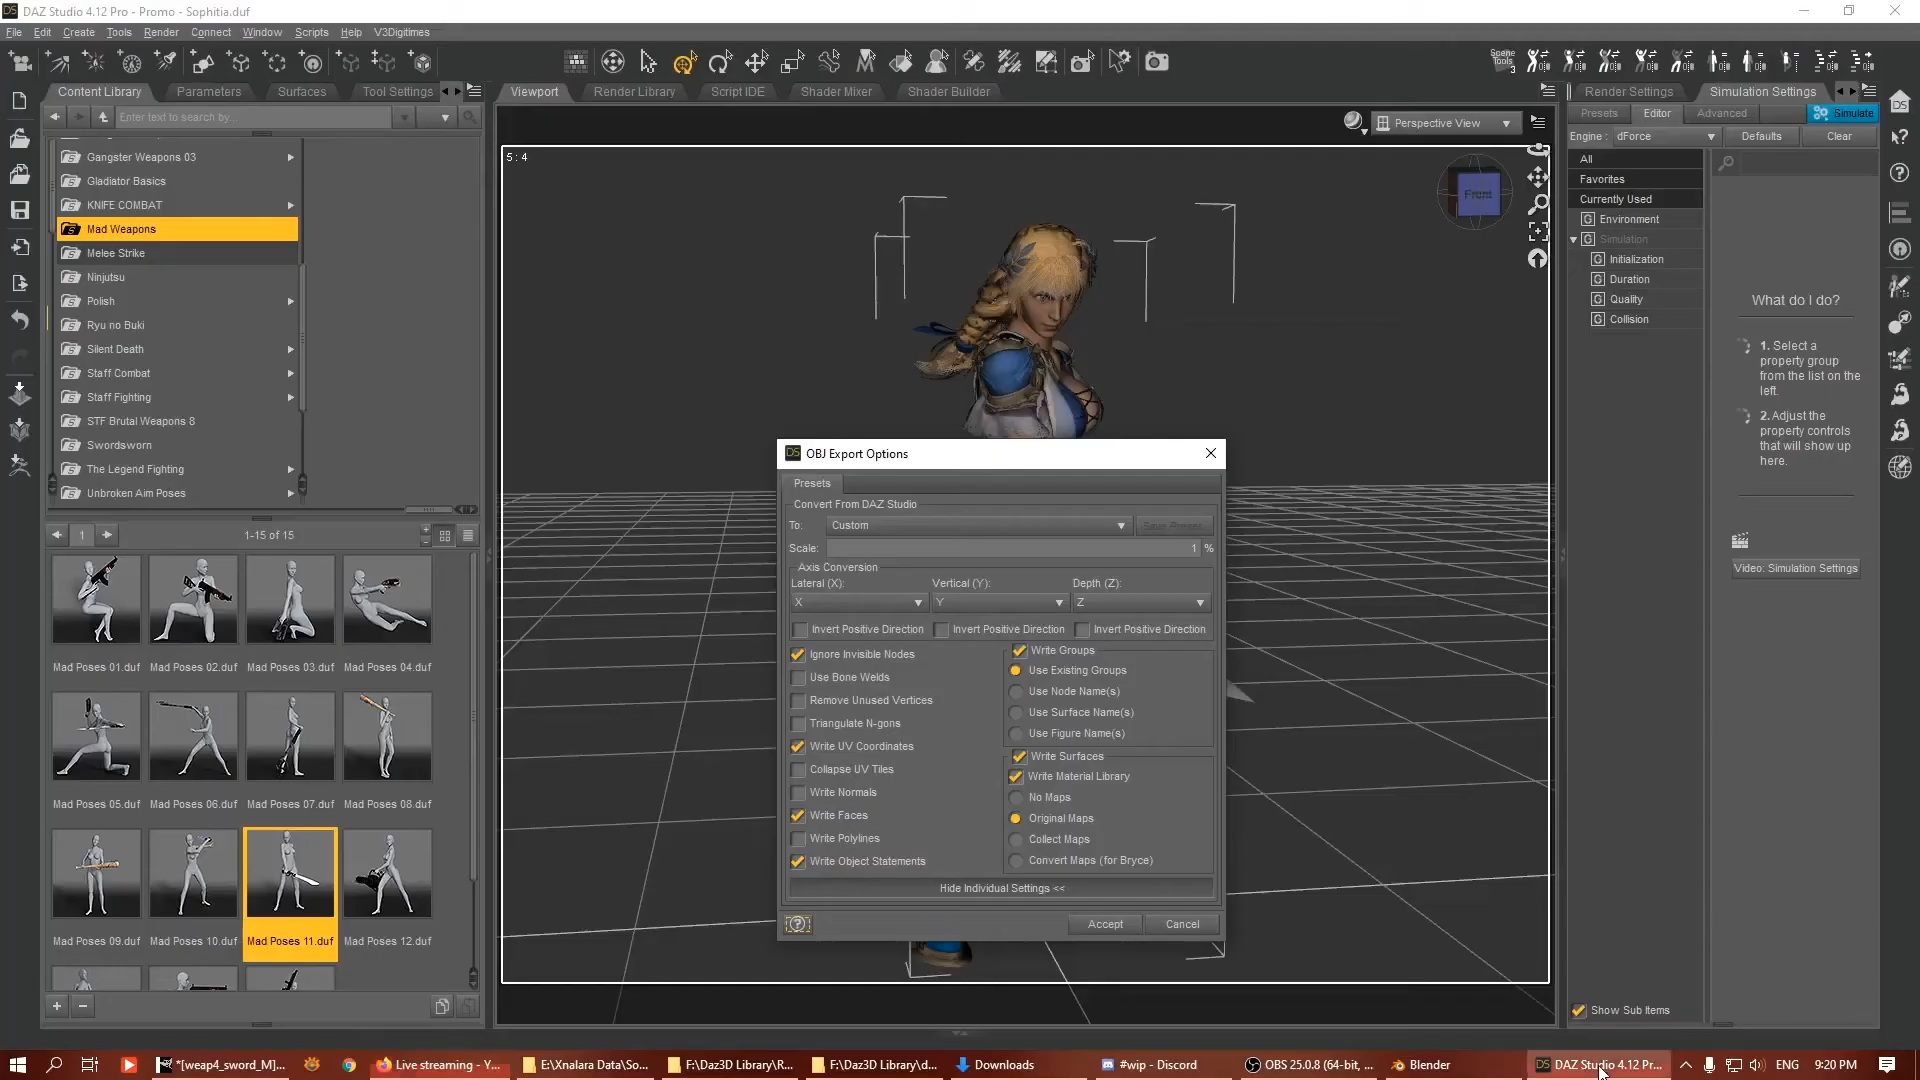 DAZ Studio 4.12 Pro - Promo - Sophitia.duf
File Edit Create Tools Render Connect Window Scripts Help V3Digitimes
Scene Tools 3
Content Library Parameters Surfaces Tool Settings
Viewport Render Library Script IDE Shader Mixer Shader Builder
Render Settings Simulation Settings
Enter text to search by...
Perspective View
Presets Editor Advanced Simulate
Engine : dForce Defaults Clear
5 : 4
Front
Gangster Weapons 03
Gladiator Basics
KNIFE COMBAT
Mad Weapons
Melee Strike
Ninjutsu
Polish
Ryu no Buki
Silent Death
Staff Combat
Staff Fighting
STF Brutal Weapons 8
Swordsworn
The Legend Fighting
Unbroken Aim Poses
1 1-15 of 15
Mad Poses 01.duf Mad Poses 02.duf Mad Poses 03.duf Mad Poses 04.duf
Mad Poses 05.duf Mad Poses 06.duf Mad Poses 07.duf Mad Poses 08.duf
Mad Poses 09.duf Mad Poses 10.duf Mad Poses 11.duf Mad Poses 12.duf
OBJ Export Options
Presets
Convert From DAZ Studio
To: Custom Save Preset...
Scale: 1 %
Axis Conversion
Lateral (X): Vertical (Y): Depth (Z):
X Y Z
Invert Positive Direction Invert Positive Direction Invert Positive Direction
Ignore Invisible Nodes
Use Bone Welds
Remove Unused Vertices
Triangulate N-gons
Write UV Coordinates
Collapse UV Tiles
Write Normals
Write Faces
Write Polylines
Write Object Statements
Write Groups
Use Existing Groups
Use Node Name(s)
Use Surface Name(s)
Use Figure Name(s)
Write Surfaces
Write Material Library
No Maps
Original Maps
Collect Maps
Convert Maps (for Bryce)
Hide Individual Settings <<
Accept Cancel
All
Favorites
Currently Used
Environment
Simulation
Initialization
Duration
Quality
Collision
What do I do?
1. Select a
property group
from the list on the
left.
2. Adjust the
property controls
that will show up
here.
Video: Simulation Settings
Show Sub Items
*[weap4_sword_M]... Live streaming - Y... E:\Xnalara Data\So... F:\Daz3D Library\R... F:\Daz3D Library\d... Downloads #wip - Discord OBS 25.0.8 (64-bit, ... Blender DAZ Studio 4.12 Pr... ENG 9:20 PM